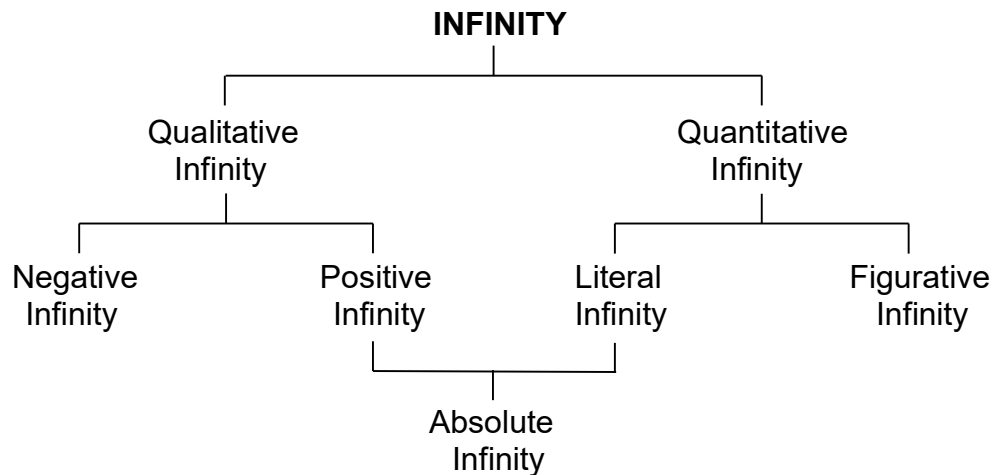 INFINITY
Qualitative
Infinity
Quantitative
Infinity
Negative
Infinity
Positive
Infinity
Literal
Infinity
Figurative
Infinity
Absolute
Infinity